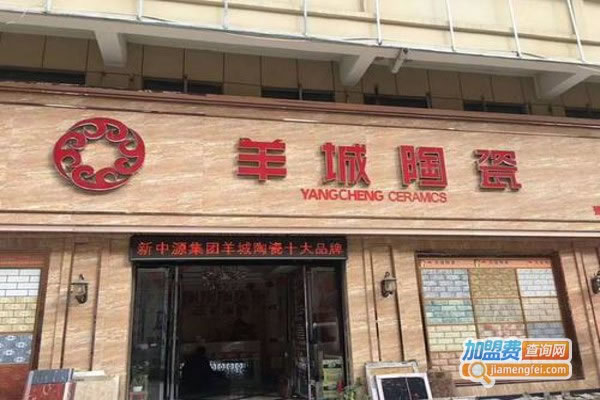 羊城陶瓷
YANGCHENG CERAMICS
新中源集团羊城陶瓷十大品牌
加盟费查询网
jiamengfei.com